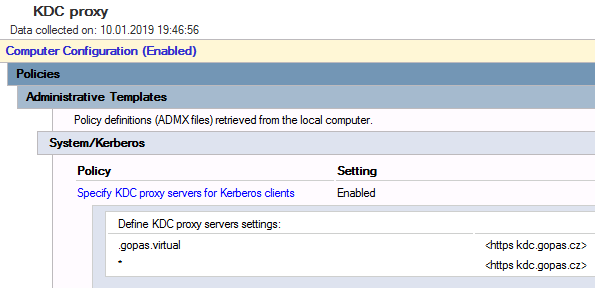 KDC proxy
Data collected on: 10.01.2019 19:46:56
Computer Configuration (Enabled)
Policies
Administrative Templates
Policy definitions (ADMX files) retrieved from the local computer.
System/Kerberos
Policy Setting
Specify KDC proxy servers for Kerberos clients Enabled
Define KDC proxy servers settings:
.gopas.virtual <https kdc.gopas.cz>
* <https kdc.gopas.cz>